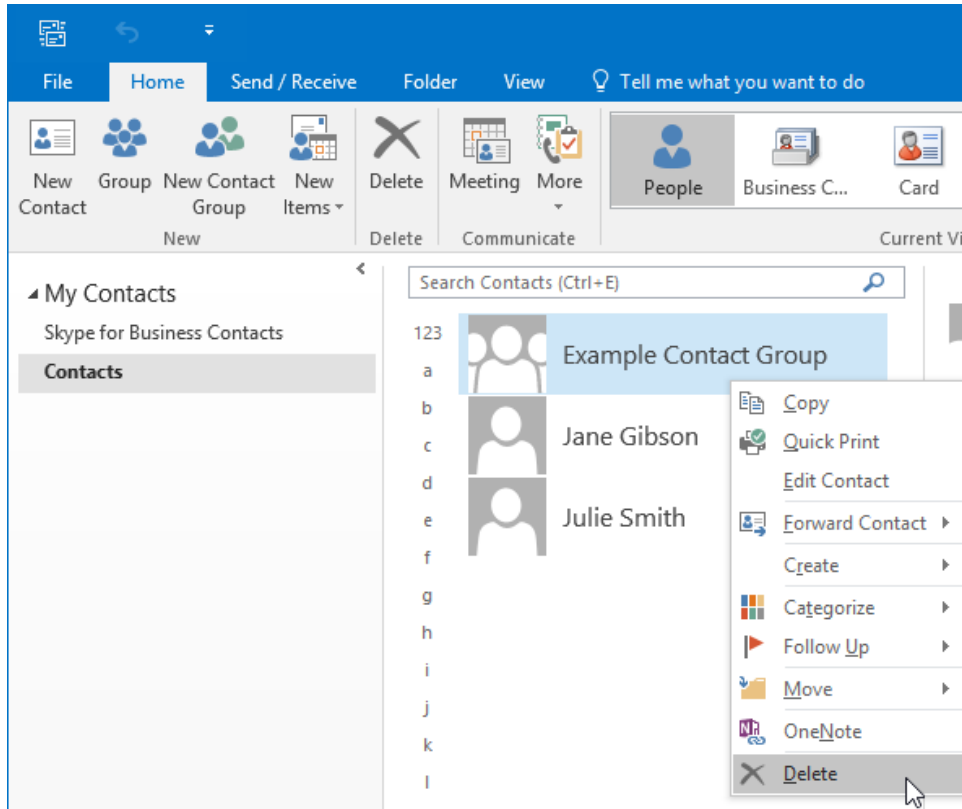 File Home Send / Receive Folder View Tell me what you want to do
New Contact
Group
New Contact Group
New Items
Delete
Meeting
More
People
Business C...
Card
New
Delete
Communicate
Current Vi
My Contacts
Skype for Business Contacts
Contacts
Search Contacts (Ctrl+E)
123
a
b
c
d
e
f
g
h
i
j
k
l
Example Contact Group
Jane Gibson
Julie Smith
Copy
Quick Print
Edit Contact
Forward Contact
Create
Categorize
Follow Up
Move
OneNote
Delete